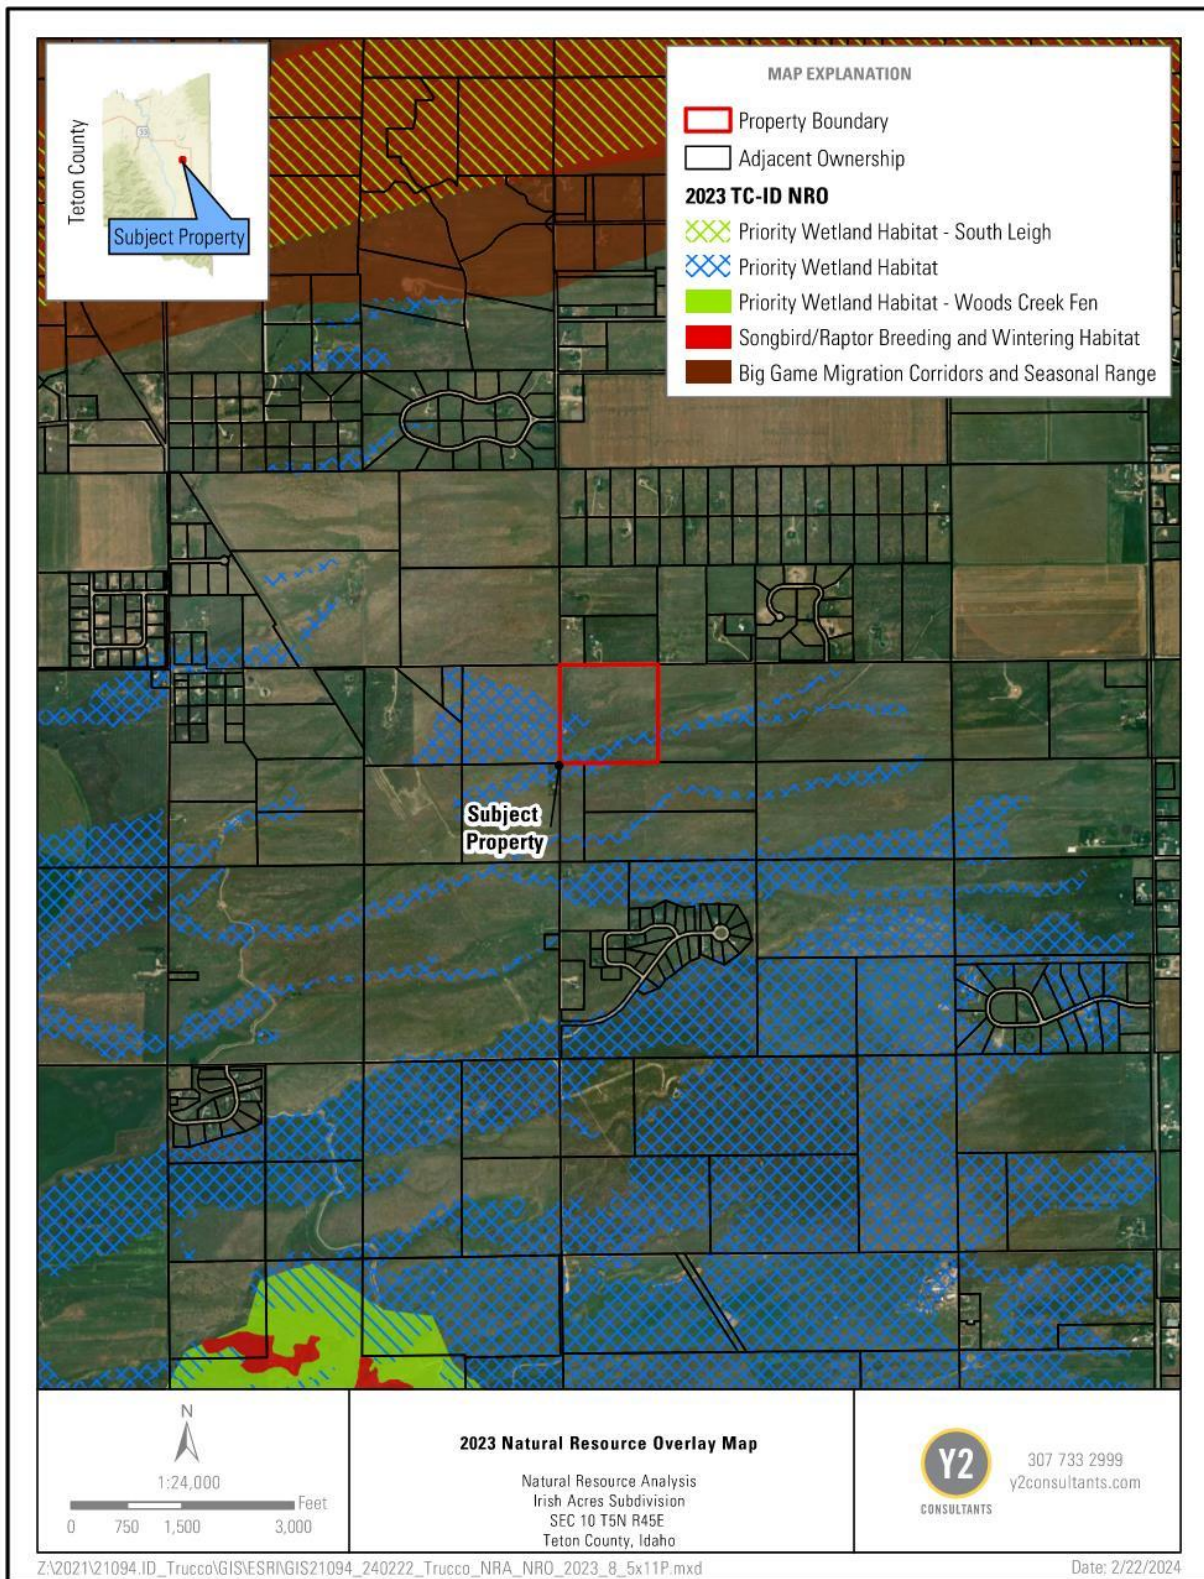 Teton County
33
Subject Property
MAP EXPLANATION
Property Boundary
Adjacent Ownership
2023 TC-ID NRO
Priority Wetland Habitat - South Leigh
Priority Wetland Habitat
Priority Wetland Habitat - Woods Creek Fen
Songbird/Raptor Breeding and Wintering Habitat
Big Game Migration Corridors and Seasonal Range
Subject
Property
N
1:24,000
Feet
0 750 1,500 3,000
2023 Natural Resource Overlay Map
Natural Resource Analysis
Irish Acres Subdivision
SEC 10 T5N R45E
Teton County, Idaho
Y2
CONSULTANTS
307 733 2999
y2consultants.com
Z:\2021\21094.ID_Trucco\GIS\ESRI\GIS21094_240222_Trucco_NRA_NRO_2023_8_5x11P.mxd
Date: 2/22/2024